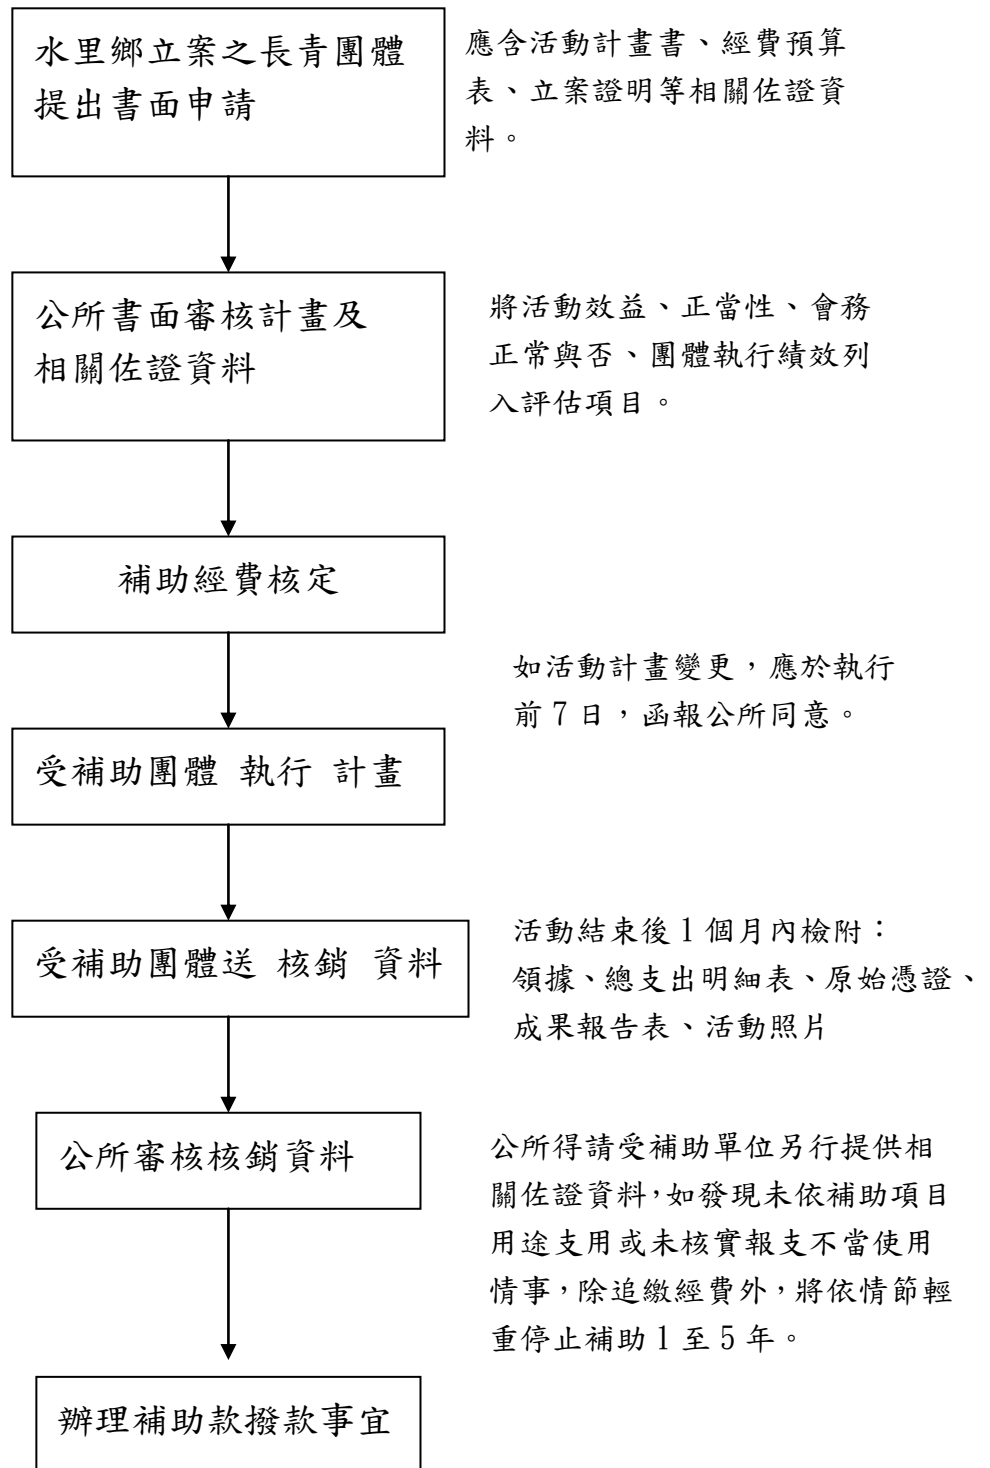 水里鄉立案之長青團體
提出書面申請
應含活動計畫書、經費預算
表、立案證明等相關佐證資
料。
公所書面審核計畫及
相關佐證資料
將活動效益、正當性、會務
正常與否、團體執行績效列
入評估項目。
補助經費核定
如活動計畫變更，應於執行
前7日，函報公所同意。
受補助團體 執行 計畫
受補助團體送 核銷 資料
活動結束後1個月內檢附：
領據、總支出明細表、原始憑證、
成果報告表、活動照片
公所審核核銷資料
公所得請受補助單位另行提供相
關佐證資料，如發現未依補助項目
用途支用或未核實報支不當使用
情事，除追繳經費外，將依情節輕
重停止補助1至5年。
辦理補助款撥款事宜